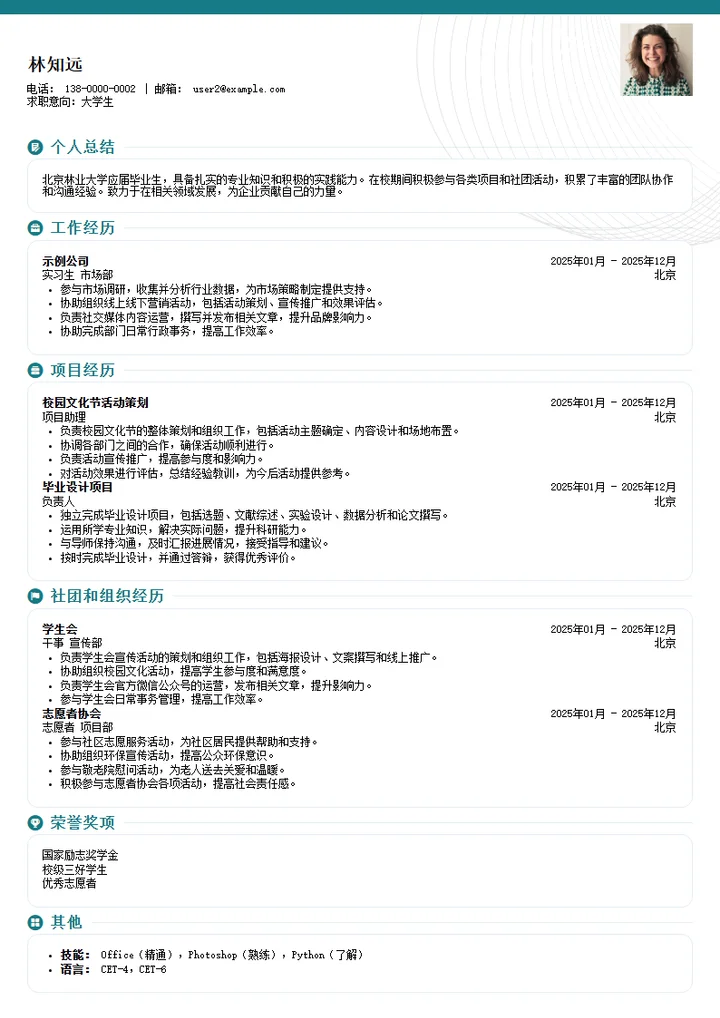 林知远
电话： 138-0000-0002 | 邮箱： user2@example.com
求职意向：大学生
个人总结
北京林业大学应届毕业生，具备扎实的专业知识和积极的实践能力。在校期间积极参与各类项目和社团活动，积累了丰富的团队协作
和沟通经验。致力于在相关领域发展，为企业贡献自己的力量。
工作经历
示例公司 2025年01月 - 2025年12月
实习生 市场部 北京
• 参与市场调研，收集并分析行业数据，为市场策略制定提供支持。
• 协助组织线上线下营销活动，包括活动策划、宣传推广和效果评估。
• 负责社交媒体内容运营，撰写并发布相关文章，提升品牌影响力。
• 协助完成部门日常行政事务，提高工作效率。
项目经历
校园文化节活动策划 2025年01月 - 2025年12月
项目助理 北京
• 负责校园文化节的整体策划和组织工作，包括活动主题确定、内容设计和场地布置。
• 协调各部门之间的合作，确保活动顺利进行。
• 负责活动宣传推广，提高参与度和影响力。
• 对活动效果进行评估，总结经验教训，为今后活动提供参考。
毕业设计项目 2025年01月 - 2025年12月
负责人 北京
• 独立完成毕业设计项目，包括选题、文献综述、实验设计、数据分析和论文撰写。
• 运用所学专业知识，解决实际问题，提升科研能力。
• 与导师保持沟通，及时汇报进展情况，接受指导和建议。
• 按时完成毕业设计，并通过答辩，获得优秀评价。
社团和组织经历
学生会 2025年01月 - 2025年12月
干事 宣传部 北京
• 负责学生会宣传活动的策划和组织工作，包括海报设计、文案撰写和线上推广。
• 协助组织校园文化活动，提高学生参与度和满意度。
• 负责学生会官方微信公众号的运营，发布相关文章，提升影响力。
• 参与学生会日常事务管理，提高工作效率。
志愿者协会 2025年01月 - 2025年12月
志愿者 项目部 北京
• 参与社区志愿服务活动，为社区居民提供帮助和支持。
• 协助组织环保宣传活动，提高公众环保意识。
• 参与敬老院慰问活动，为老人送去关爱和温暖。
• 积极参与志愿者协会各项活动，提高社会责任感。
荣誉奖项
国家励志奖学金
校级三好学生
优秀志愿者
其他
• 技能： Office（精通），Photoshop（熟练），Python（了解）
• 语言： CET-4，CET-6